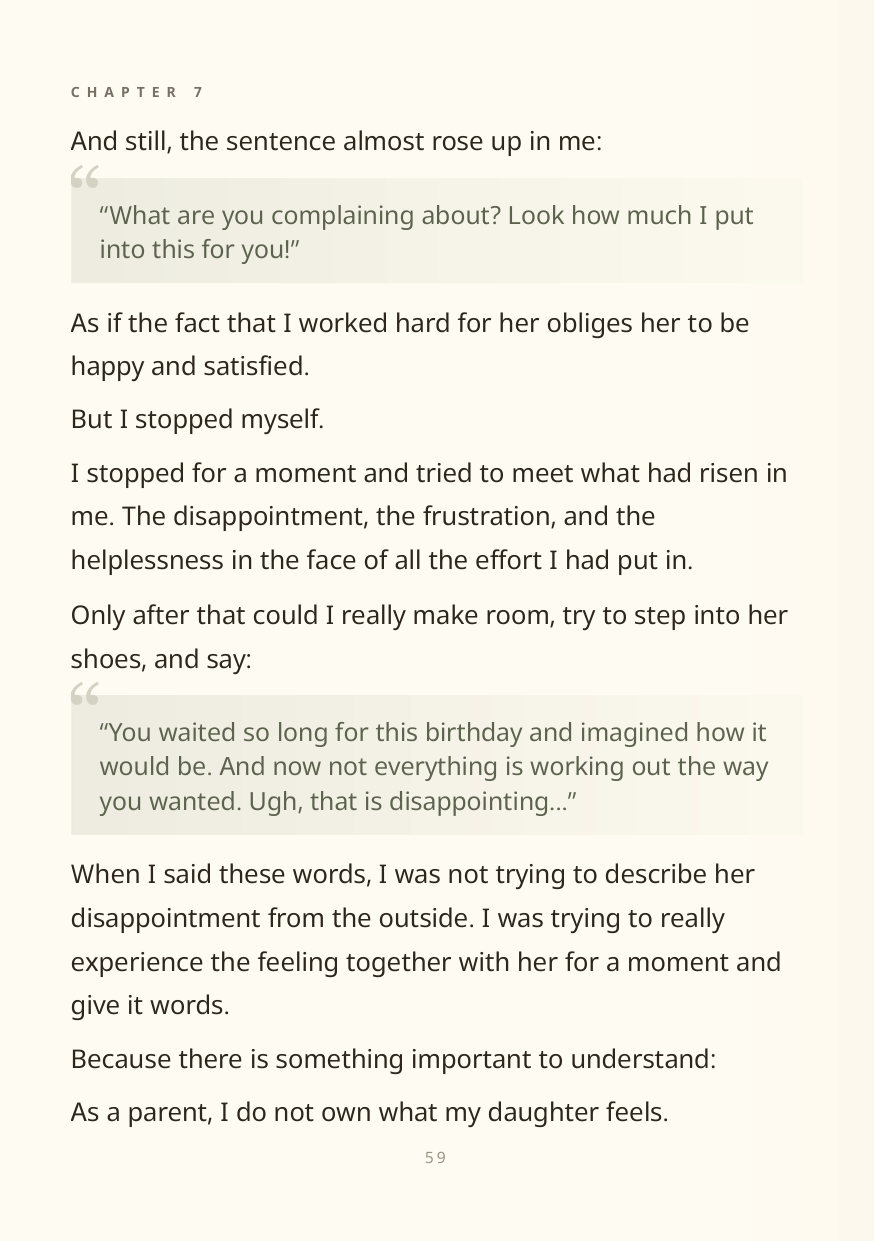 CHAPTER 7
And still, the sentence almost rose up in me:
“
“What are you complaining about? Look how much I put
into this for you!”
As if the fact that I worked hard for her obliges her to be
happy and satisfied.
But I stopped myself.
I stopped for a moment and tried to meet what had risen in
me. The disappointment, the frustration, and the
helplessness in the face of all the effort I had put in.
Only after that could I really make room, try to step into her
shoes, and say:
“
“You waited so long for this birthday and imagined how it
would be. And now not everything is working out the way
you wanted. Ugh, that is disappointing...”
When I said these words, I was not trying to describe her
disappointment from the outside. I was trying to really
experience the feeling together with her for a moment and
give it words.
Because there is something important to understand:
As a parent, I do not own what my daughter feels.
59